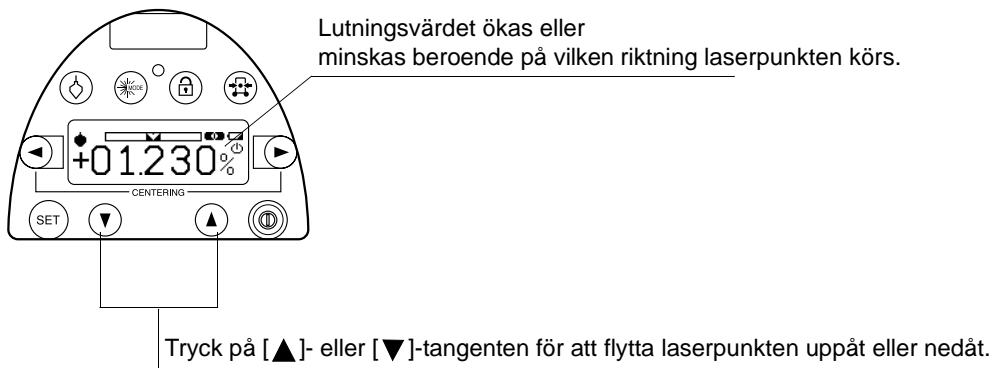 Lutningsvärdet ökas eller
minskas beroende på vilken riktning laserpunkten körs.
MODE
+01.230%
CENTERING
SET
Tryck på [▲]- eller [▼]-tangenten för att flytta laserpunkten uppåt eller nedåt.